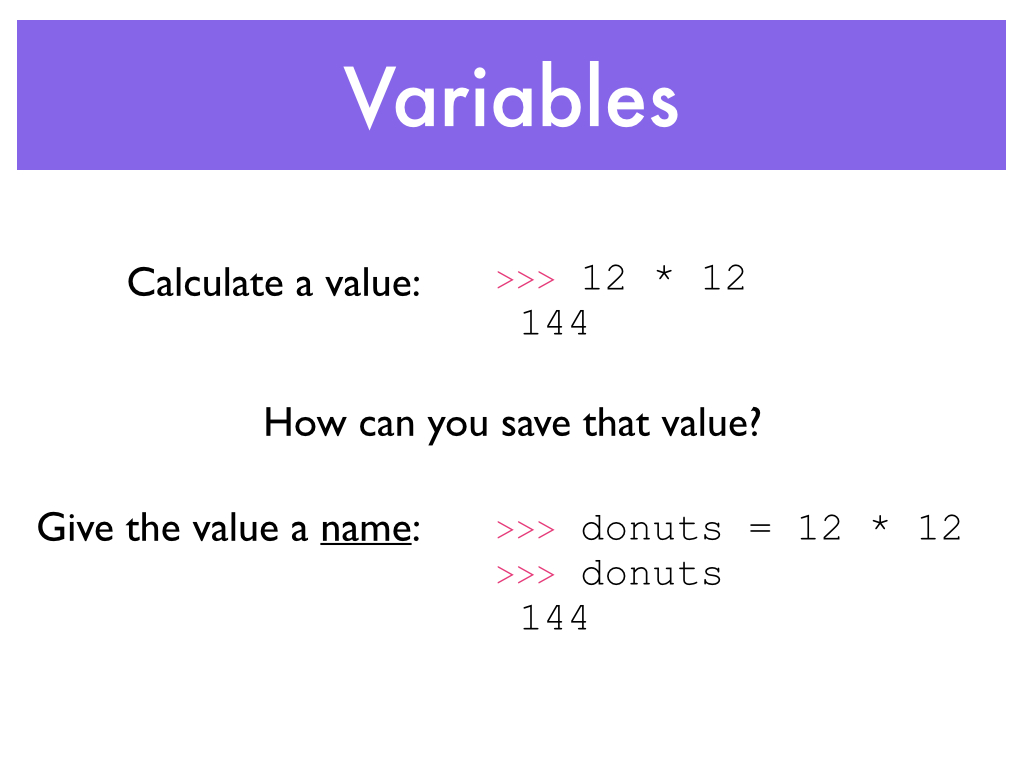 Variables
Calculate a value:
>>> 12 * 12
144
How can you save that value?
Give the value a name:
>>> donuts = 12 * 12
>>> donuts
144